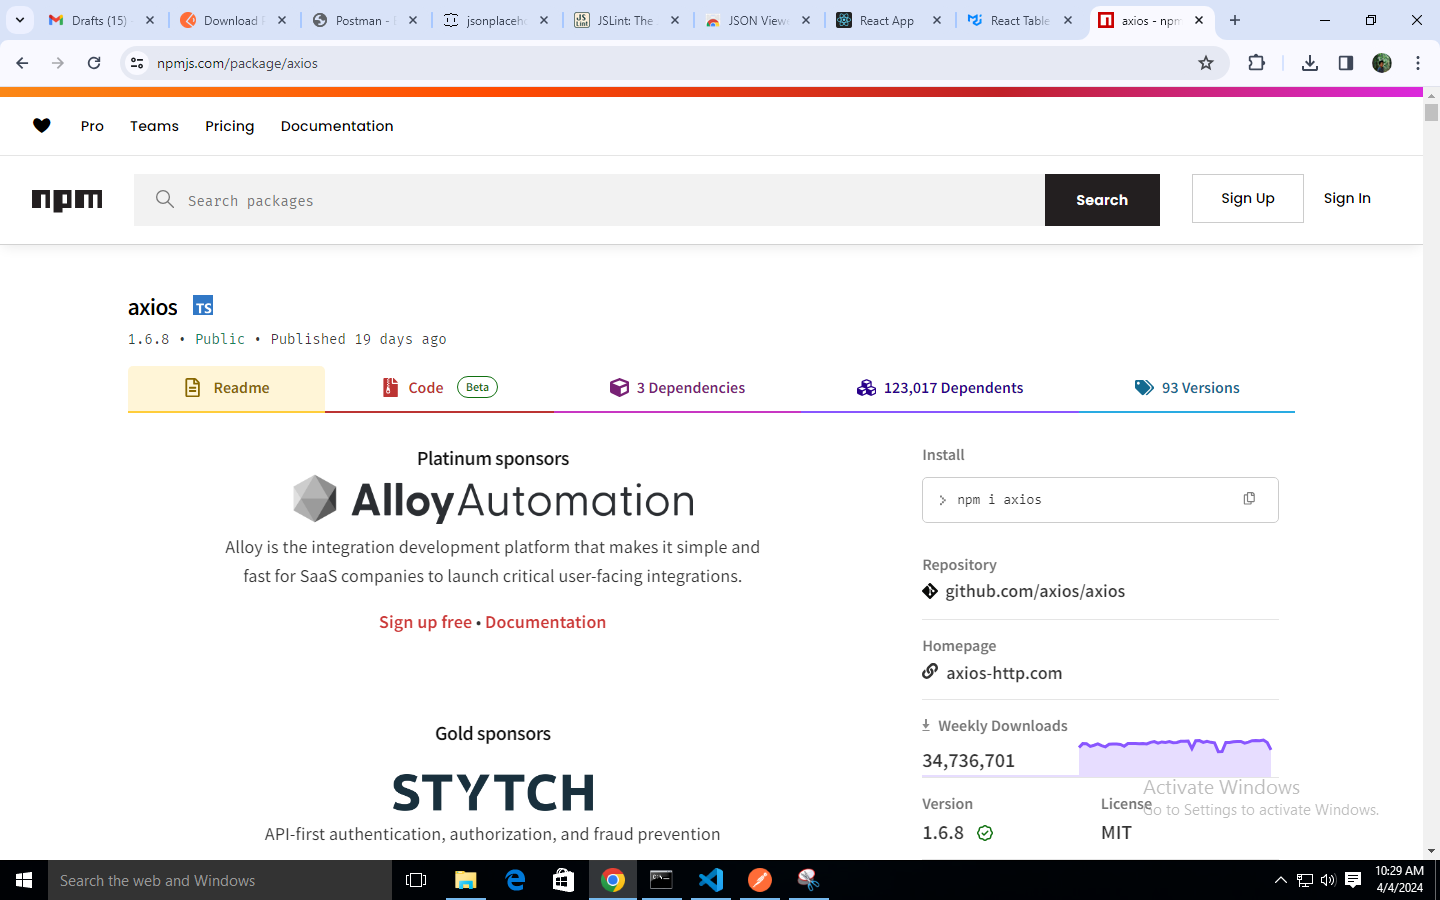 Drafts (15) -
Download
Postman -
jsonplaceh
JSLint: The
JSON View
React App
React Table
axios - npm
npmjs.com/package/axios
Pro
Teams
Pricing
Documentation
npm
Search packages
Search
Sign Up
Sign In
axios TS
1.6.8 • Public • Published 19 days ago
Readme
Code
Beta
3 Dependencies
123,017 Dependents
93 Versions
Platinum sponsors
AlloyAutomation
Alloy is the integration development platform that makes it simple and
fast for SaaS companies to launch critical user-facing integrations.
Sign up free • Documentation
Gold sponsors
STYTCH
API-first authentication, authorization, and fraud prevention
Install
npm i axios
Repository
github.com/axios/axios
Homepage
axios-http.com
Weekly Downloads
34,736,701
Version
License
1.6.8
MIT
Activate Windows
Go to Settings to activate Windows.
Search the web and Windows
10:29 AM
4/4/2024